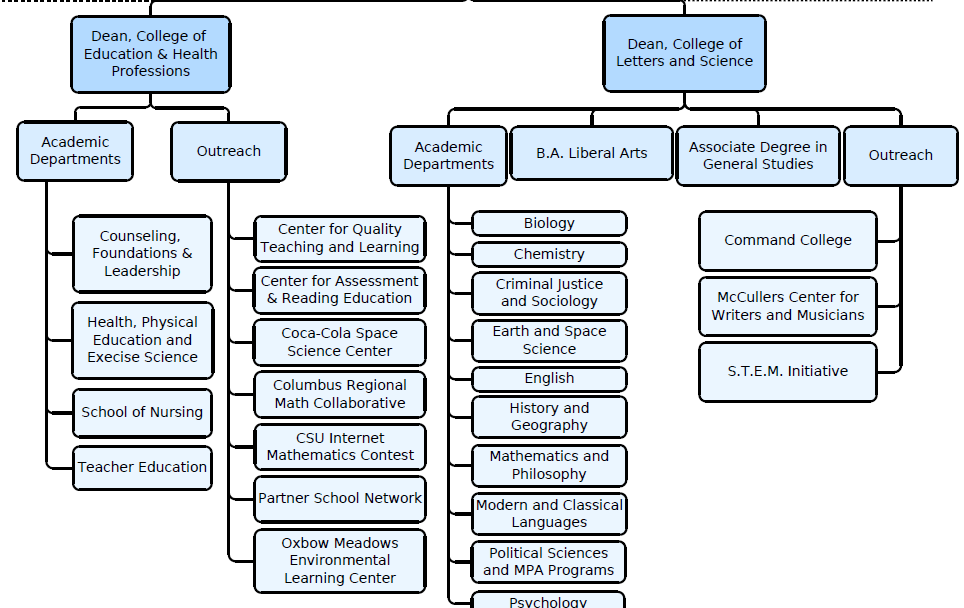 Dean, College of
Education & Health
Professions
Academic
Departments
Counseling,
Foundations &
Leadership
Health, Physical
Education and
Execise Science
School of Nursing
Teacher Education
Outreach
Center for Quality
Teaching and Learning
Center for Assessment
& Reading Education
Coca-Cola Space
Science Center
Columbus Regional
Math Collaborative
CSU Internet
Mathematics Contest
Partner School Network
Oxbow Meadows
Environmental
Learning Center
Dean, College of
Letters and Science
Academic
Departments
Biology
Chemistry
Criminal Justice
and Sociology
Earth and Space
Science
English
History and
Geography
Mathematics and
Philosophy
Modern and Classical
Languages
Political Sciences
and MPA Programs
Psychology
B.A. Liberal Arts
Associate Degree in
General Studies
Outreach
Command College
McCullers Center for
Writers and Musicians
S.T.E.M. Initiative